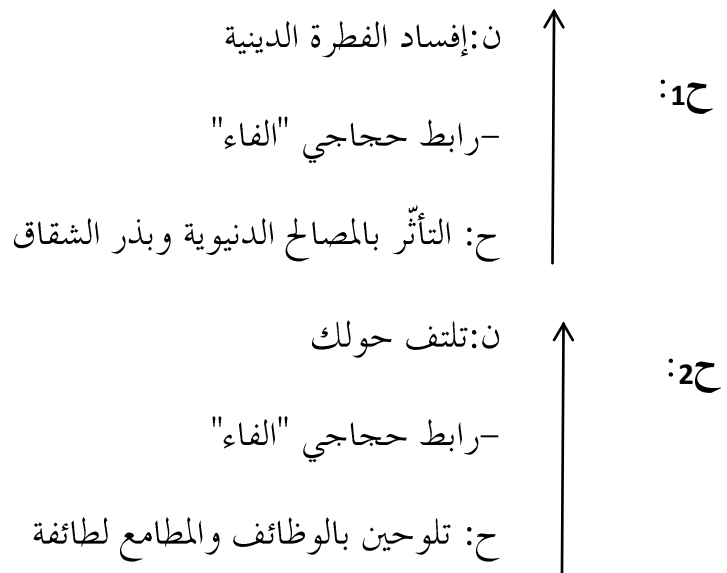 ن:إفساد الفطرة الدينية
ح1:
–رابط حجاجي "الفاء"
ح: التأثّر بالمصالح الدنيوية وبذر الشقاق
ن:تلتف حولك
ح2:
–رابط حجاجي "الفاء"
ح: تلوحين بالوظائف والمطامع لطائفة